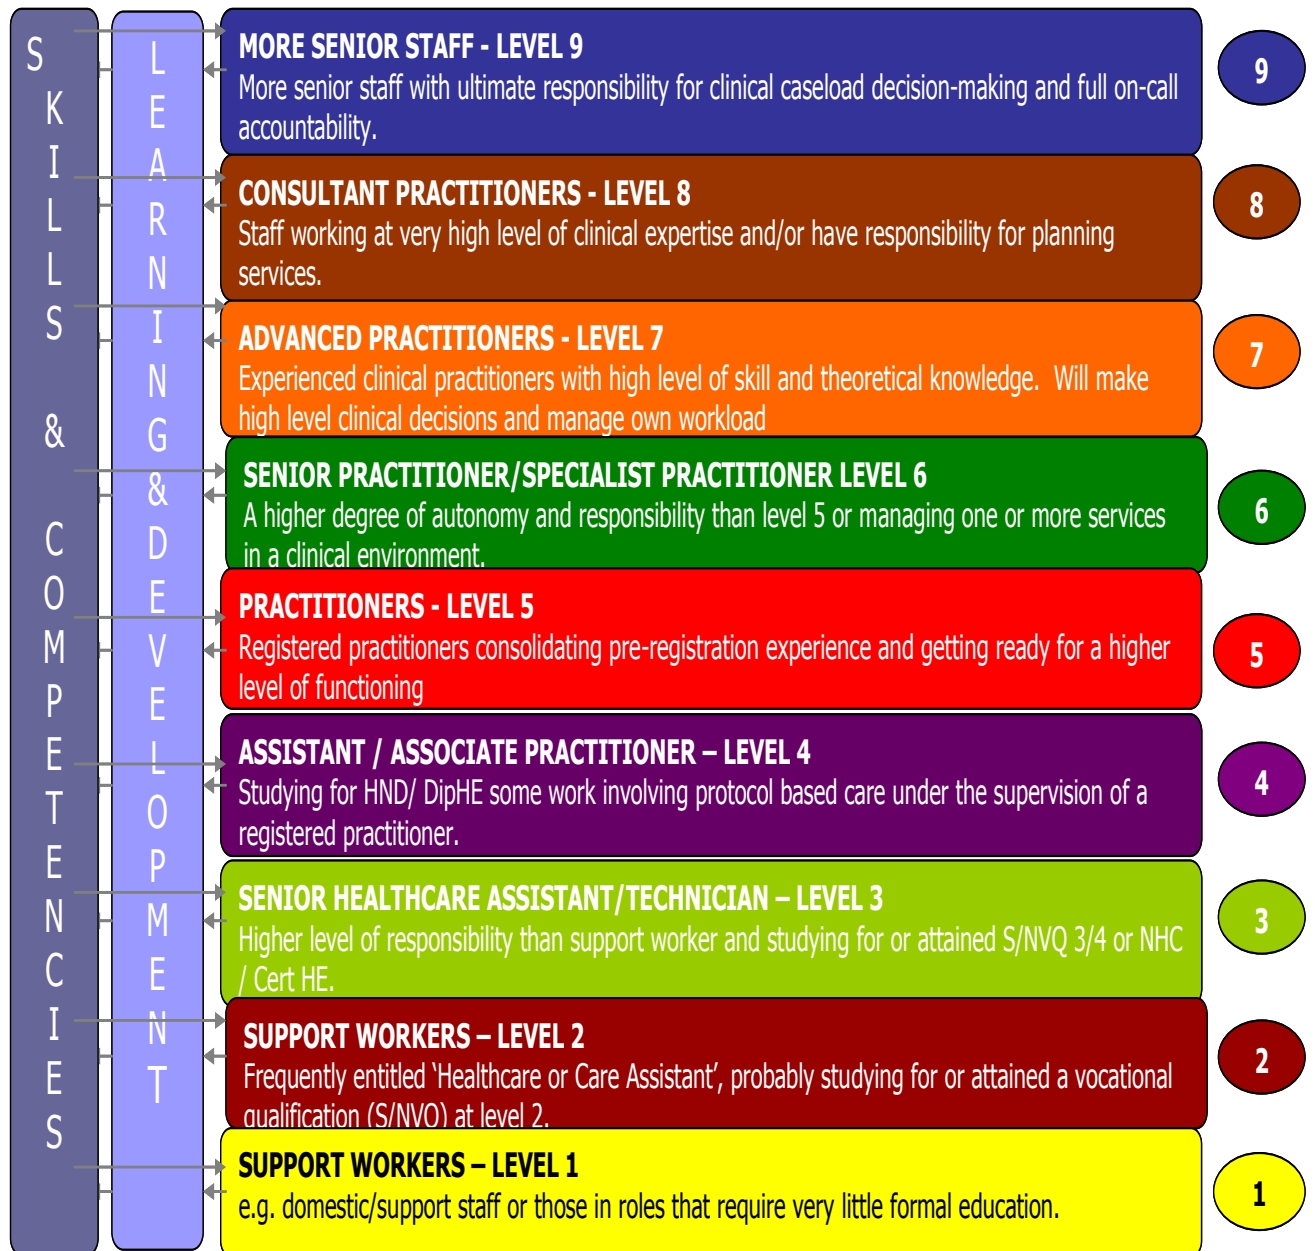 SKILLS & COMPETENCIES
LEARNING & DEVELOPMENT
MORE SENIOR STAFF - LEVEL 9
More senior staff with ultimate responsibility for clinical caseload decision-making and full on-call
accountability.
9
CONSULTANT PRACTITIONERS - LEVEL 8
Staff working at very high level of clinical expertise and/or have responsibility for planning
services.
8
ADVANCED PRACTITIONERS - LEVEL 7
Experienced clinical practitioners with high level of skill and theoretical knowledge.  Will make
high level clinical decisions and manage own workload
7
SENIOR PRACTITIONER/SPECIALIST PRACTITIONER LEVEL 6
A higher degree of autonomy and responsibility than level 5 or managing one or more services
in a clinical environment.
6
PRACTITIONERS - LEVEL 5
Registered practitioners consolidating pre-registration experience and getting ready for a higher
level of functioning
5
ASSISTANT / ASSOCIATE PRACTITIONER – LEVEL 4
Studying for HND/ DipHE some work involving protocol based care under the supervision of a
registered practitioner.
4
SENIOR HEALTHCARE ASSISTANT/TECHNICIAN – LEVEL 3
Higher level of responsibility than support worker and studying for or attained S/NVQ 3/4 or NHC
/ Cert HE.
3
SUPPORT WORKERS – LEVEL 2
Frequently entitled ‘Healthcare or Care Assistant’, probably studying for or attained a vocational
qualification (S/NVQ) at level 2.
2
SUPPORT WORKERS – LEVEL 1
e.g. domestic/support staff or those in roles that require very little formal education.
1